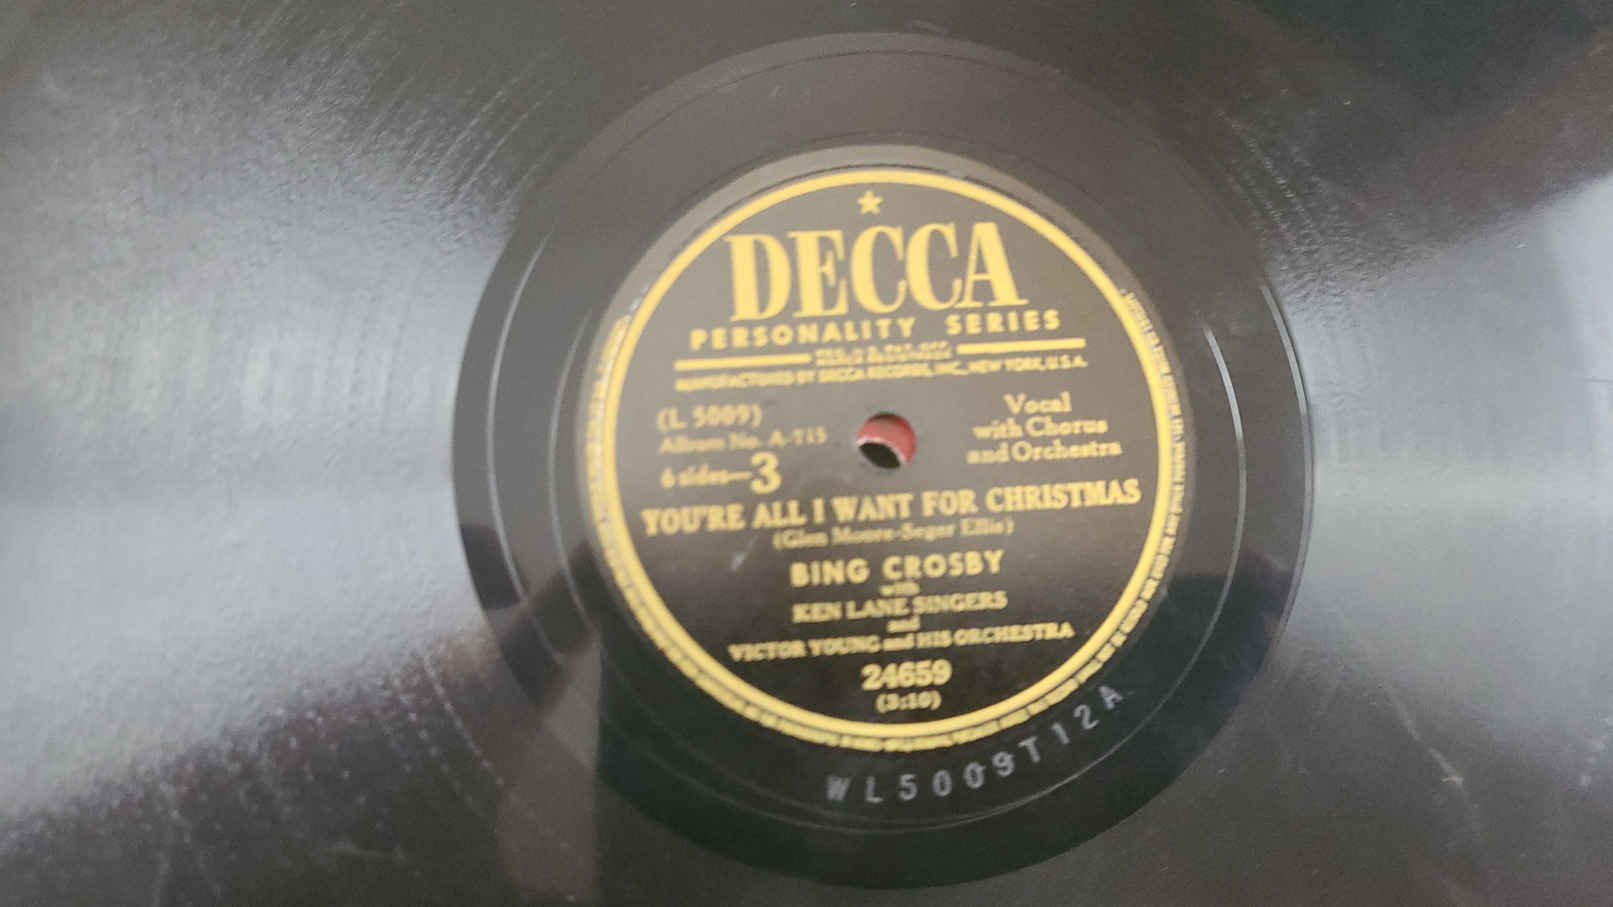 DECCA
PERSONALITY SERIES
MANUFACTURED BY DECCA RECORDS, INC., NEW YORK, U.S.A.
(L 5009)
Album No. A-715
6 sides—3
Vocal
with Chorus
and Orchestra
YOU'RE ALL I WANT FOR CHRISTMAS
(Glen Moore-Seger Ellis)
BING CROSBY
with
KEN LANE SINGERS
and
VICTOR YOUNG and HIS ORCHESTRA
24659
(3:10)
WL5009T12A